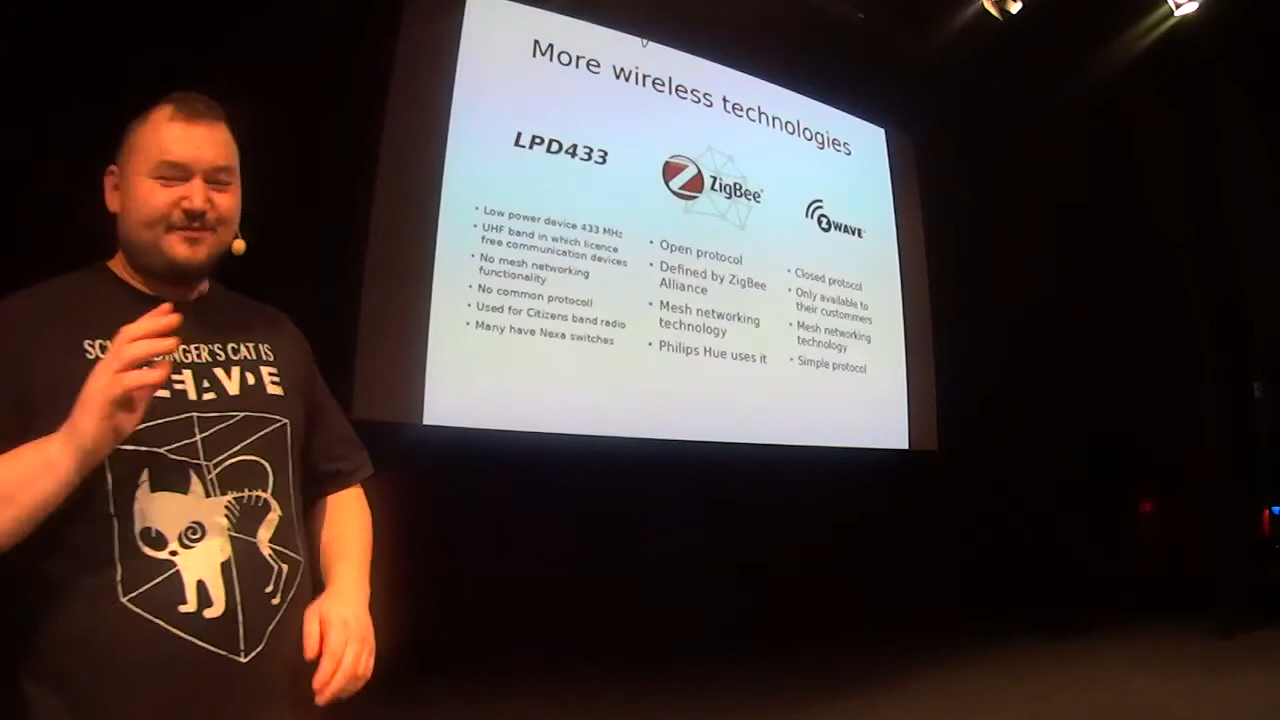 More wireless technologies
LPD433
• Low power device 433 MHz
• UHF band in which licence
free communication devices
• No mesh networking
functionality
• No common protocoll
• Used for Citizens band radio
• Many have Nexa switches
ZigBee®
• Open protocol
• Defined by ZigBee
Alliance
• Mesh networking
technology
• Philips Hue uses it
Z WAVE®
• Closed protocol
• Only available to
their custommers
• Mesh networking
technology
• Simple protocol
CAT IS